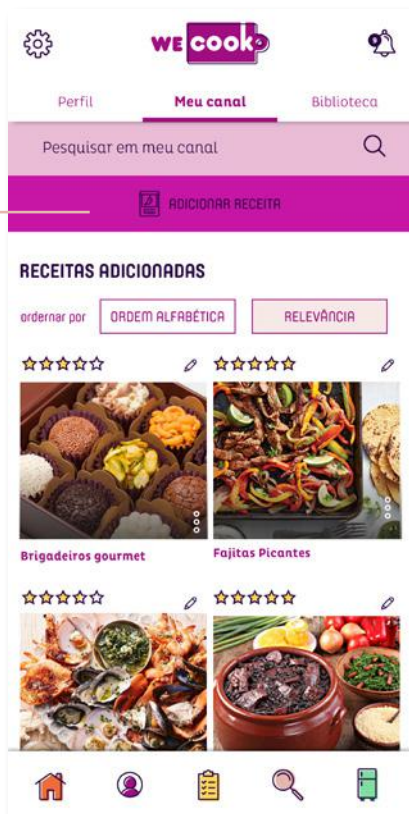 WE COOK
Perfil Meu canal Biblioteca
Pesquisar em meu canal
ADICIONAR RECEITA
RECEITAS ADICIONADAS
ordernar por ORDEM ALFABÉTICA RELEVÂNCIA
Brigadeiros gourmet Fajitas Picantes